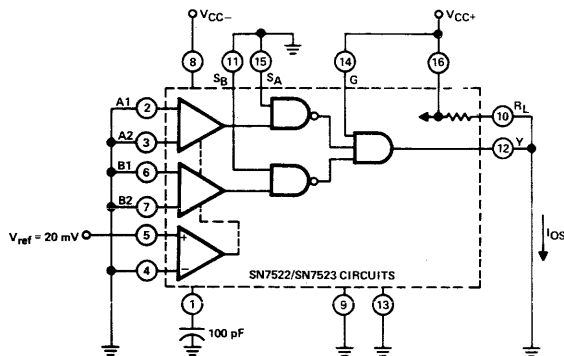 VCC− VCC+
8 11 15 14 16
SB SA G
A1 2 RL
10
A2 3 Y
12
B1 6
B2 7
Vref = 20 mV 5 + IOS
4 −
SN7522/SN7523 CIRCUITS
1 9 13
100 pF